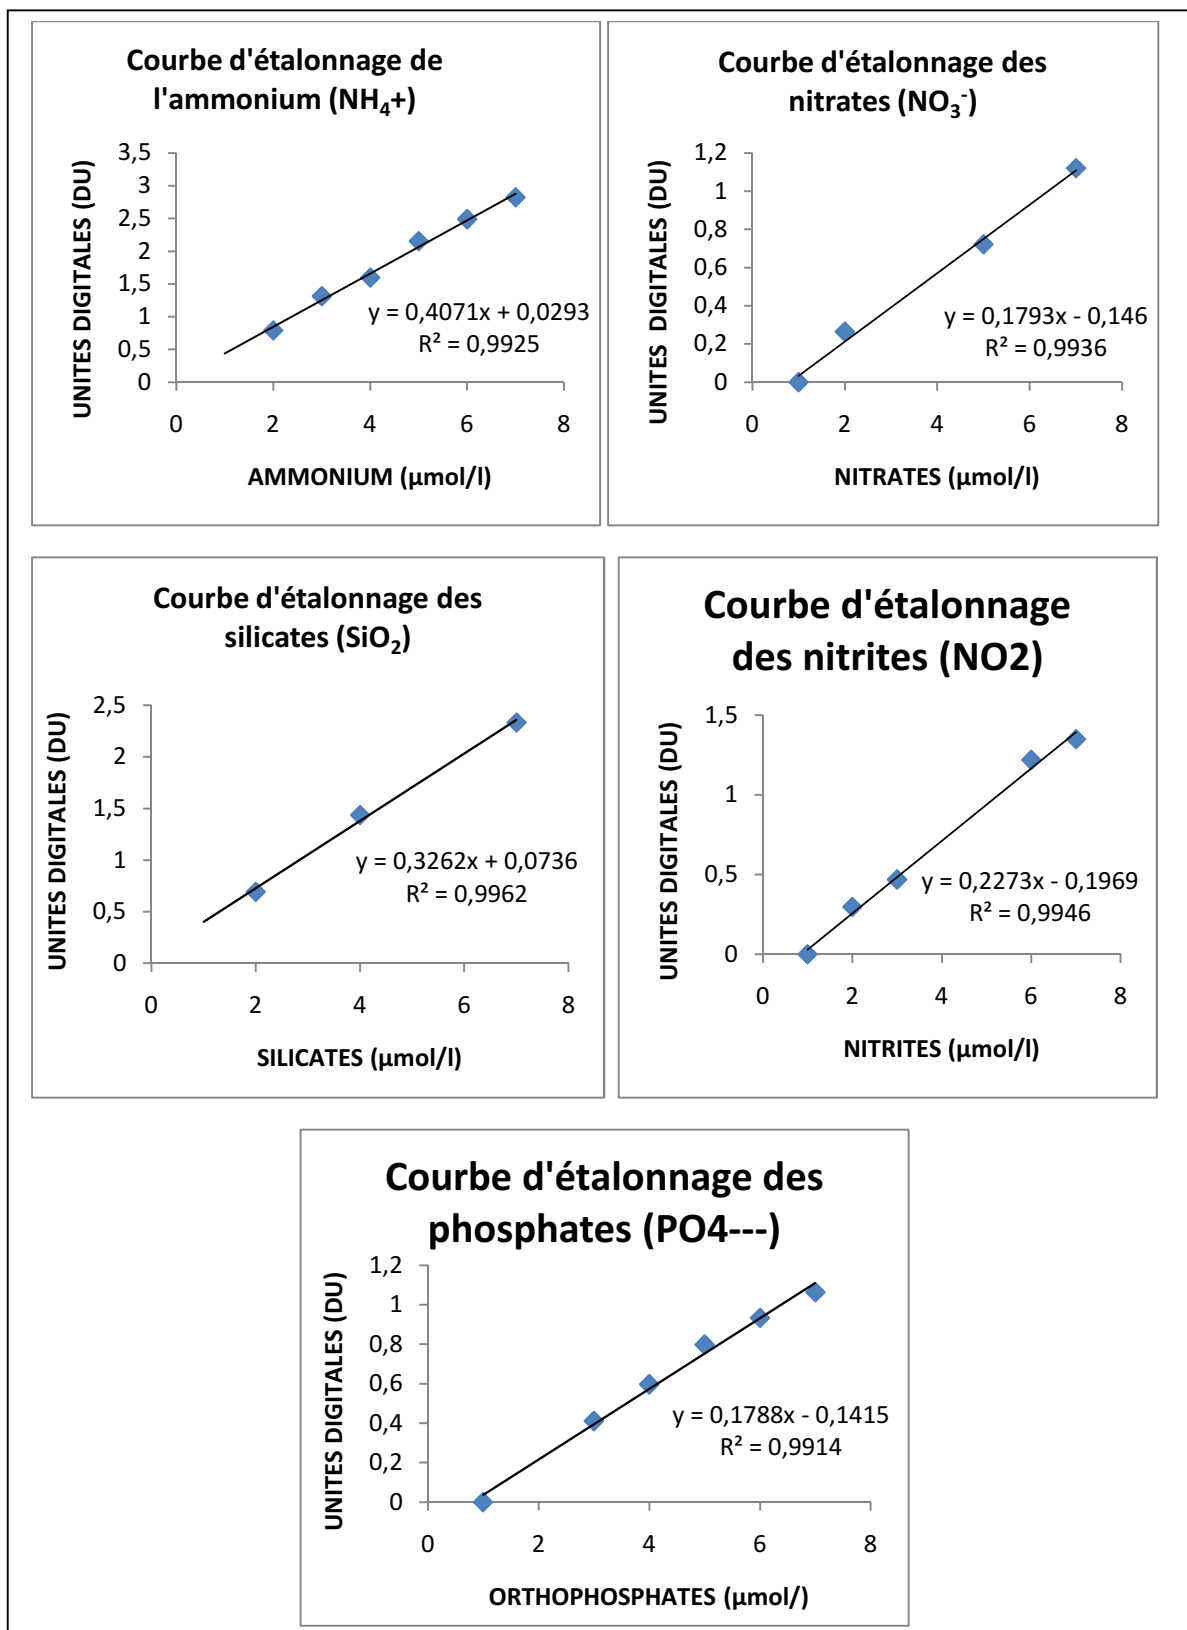 Courbe d'étalonnage de
l'ammonium (NH₄+)
UNITES DIGITALES (DU)
3,5
3
2,5
2
1,5
1
0,5
0
y = 0,4071x + 0,0293
R² = 0,9925
0 2 4 6 8
AMMONIUM (µmol/l)
Courbe d'étalonnage des
nitrates (NO₃⁻)
UNITES DIGITALES (DU)
1,2
1
0,8
0,6
0,4
0,2
0
y = 0,1793x - 0,146
R² = 0,9936
0 2 4 6 8
NITRATES (µmol/l)
Courbe d'étalonnage des
silicates (SiO₂)
UNITES DIGITALES (DU)
2,5
2
1,5
1
0,5
0
y = 0,3262x + 0,0736
R² = 0,9962
0 2 4 6 8
SILICATES (µmol/l)
Courbe d'étalonnage
des nitrites (NO2)
UNITES DIGITALES (DU)
1,5
1
0,5
0
y = 0,2273x - 0,1969
R² = 0,9946
0 2 4 6 8
NITRITES (µmol/l)
Courbe d'étalonnage des
phosphates (PO4---)
UNITES DIGITALES (DU)
1,2
1
0,8
0,6
0,4
0,2
0
y = 0,1788x - 0,1415
R² = 0,9914
0 2 4 6 8
ORTHOPHOSPHATES (µmol/)